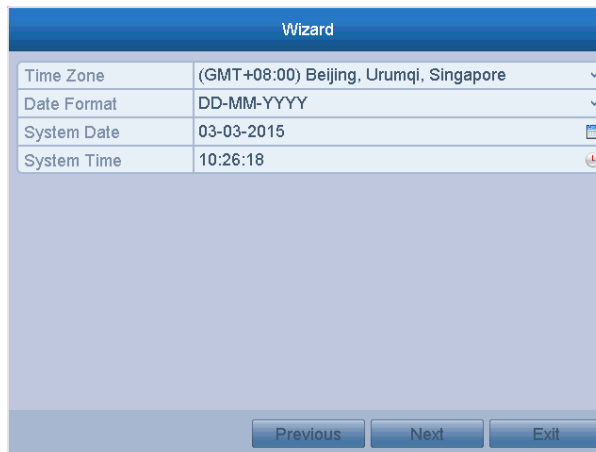 Wizard
Time Zone (GMT+08:00) Beijing, Urumqi, Singapore
Date Format DD-MM-YYYY
System Date 03-03-2015
System Time 10:26:18
Previous Next Exit